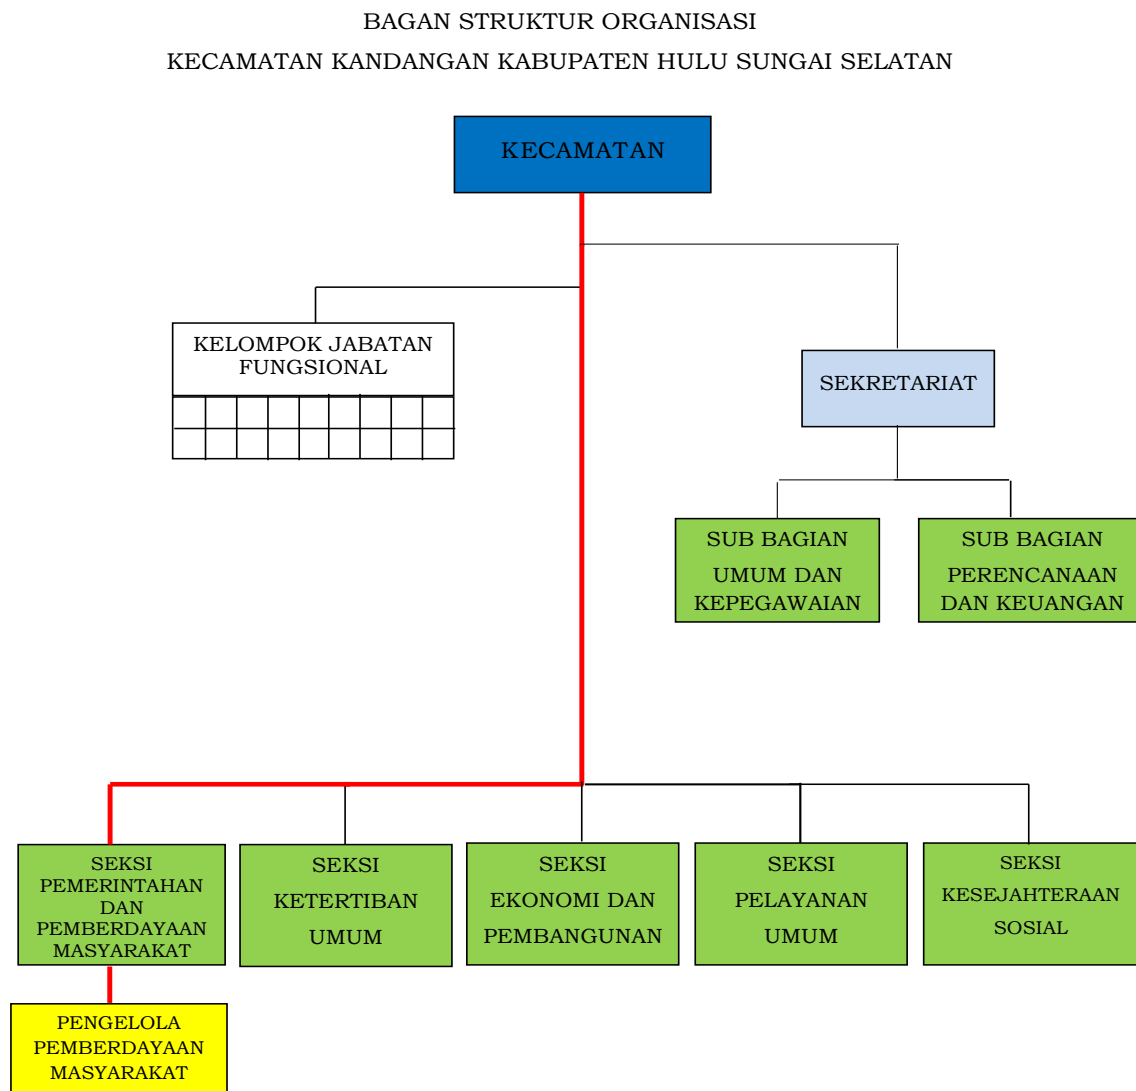 BAGAN STRUKTUR ORGANISASI
KECAMATAN KANDANGAN KABUPATEN HULU SUNGAI SELATAN
KECAMATAN
KELOMPOK JABATAN
FUNGSIONAL
SEKRETARIAT
SUB BAGIAN
UMUM DAN
KEPEGAWAIAN
SUB BAGIAN
PERENCANAAN
DAN KEUANGAN
SEKSI
PEMERINTAHAN
DAN
PEMBERDAYAAN
MASYARAKAT
SEKSI
KETERTIBAN
UMUM
SEKSI
EKONOMI DAN
PEMBANGUNAN
SEKSI
PELAYANAN
UMUM
SEKSI
KESEJAHTERAAN
SOSIAL
PENGELOLA
PEMBERDAYAAN
MASYARAKAT